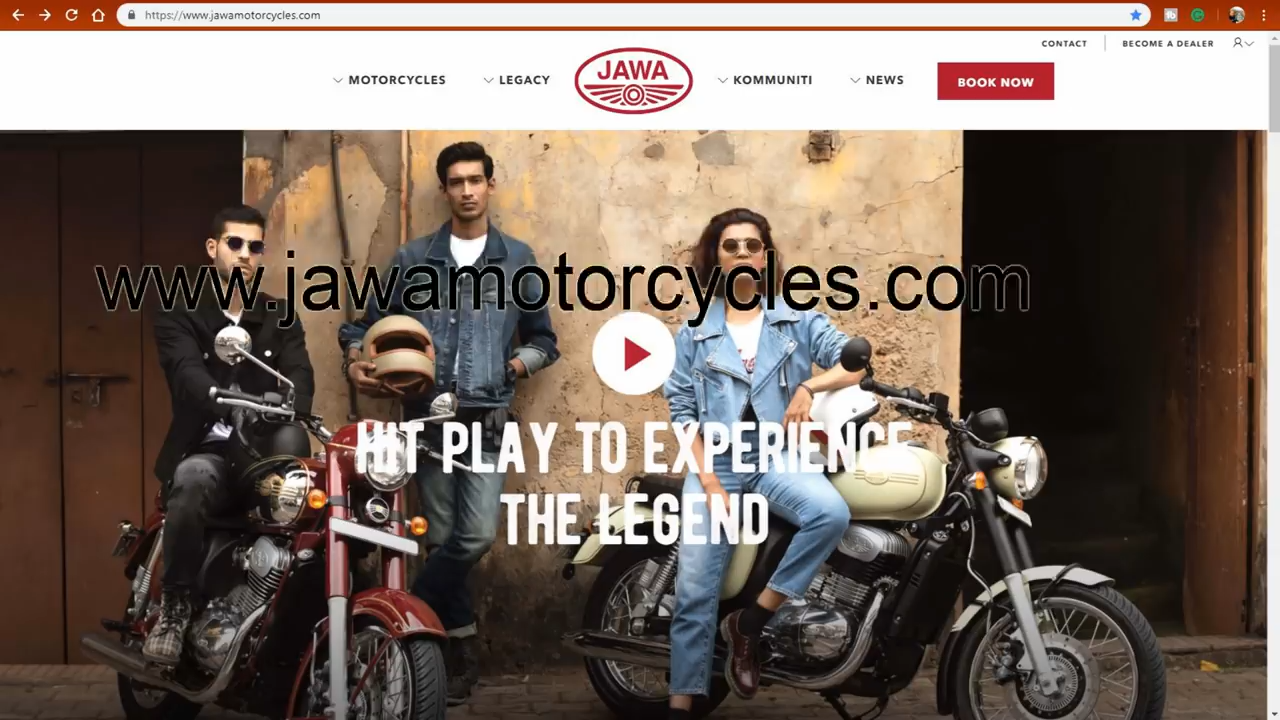 https://www.jawamotorcycles.com
CONTACT
BECOME A DEALER
MOTORCYCLES
LEGACY
JAWA
KOMMUNITI
NEWS
BOOK NOW
www.jawamotorcycles.com
HIT PLAY TO EXPERIENCE
THE LEGEND